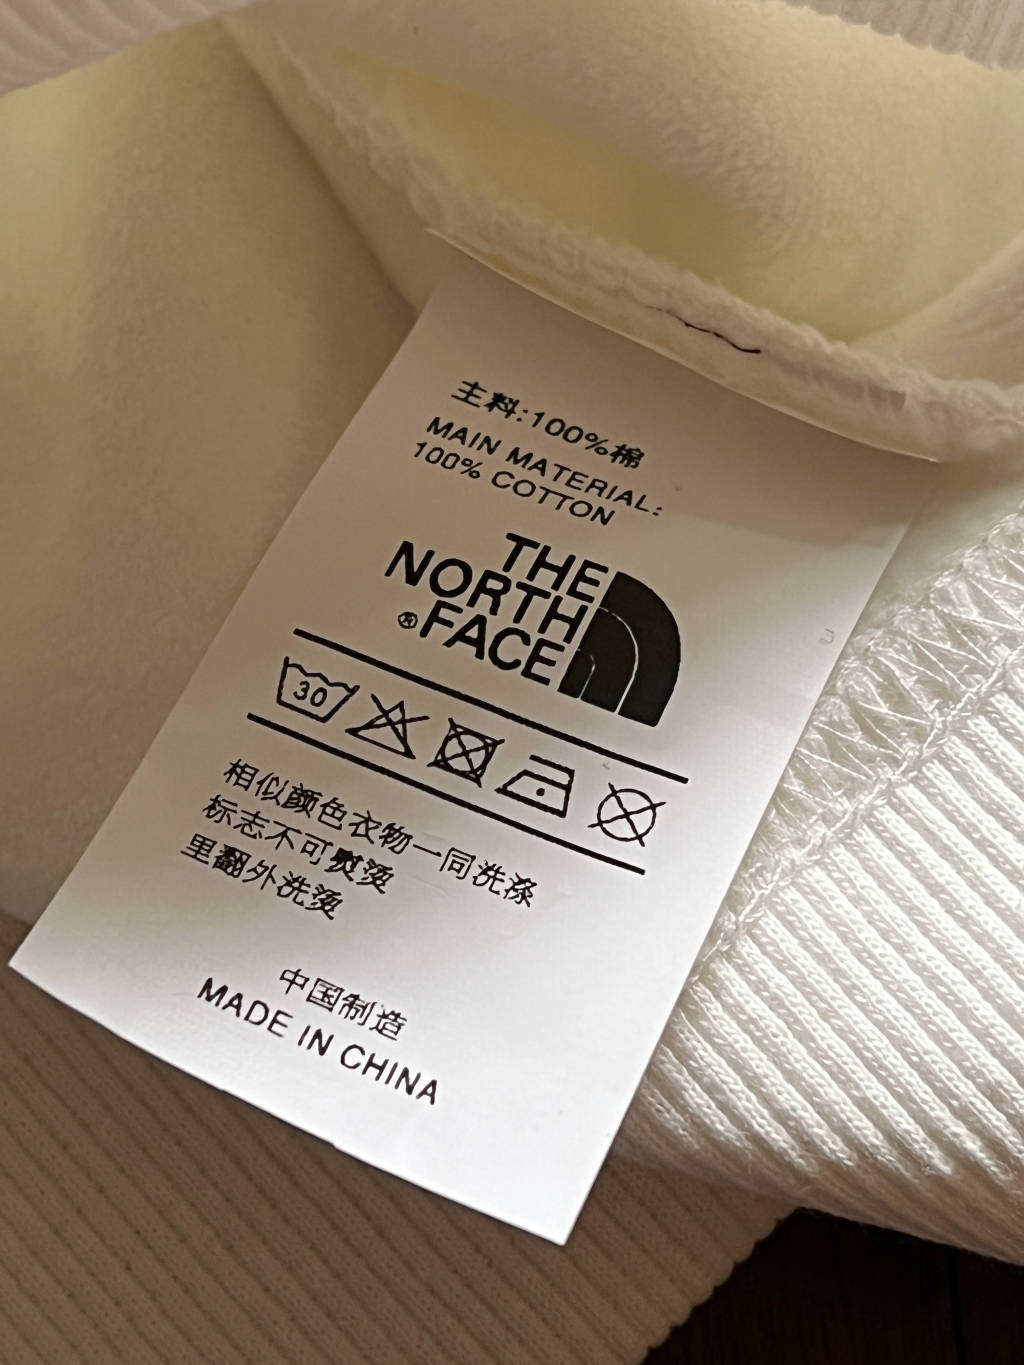 主料:100%棉
MAIN MATERIAL:
100% COTTON
THE
NORTH
®FACE
30
相似颜色衣物一同洗涤
标志不可熨烫
里翻外洗烫
中国制造
MADE IN CHINA